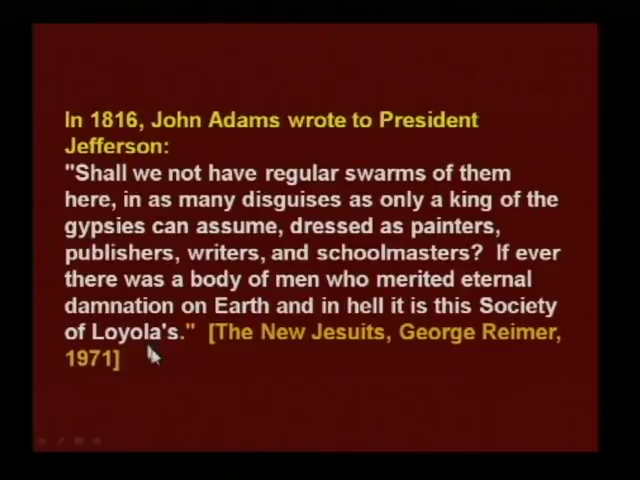 In 1816, John Adams wrote to President
Jefferson:
"Shall we not have regular swarms of them
here, in as many disguises as only a king of the
gypsies can assume, dressed as painters,
publishers, writers, and schoolmasters?  If ever
there was a body of men who merited eternal
damnation on Earth and in hell it is this Society
of Loyola's."  [The New Jesuits, George Reimer,
1971]